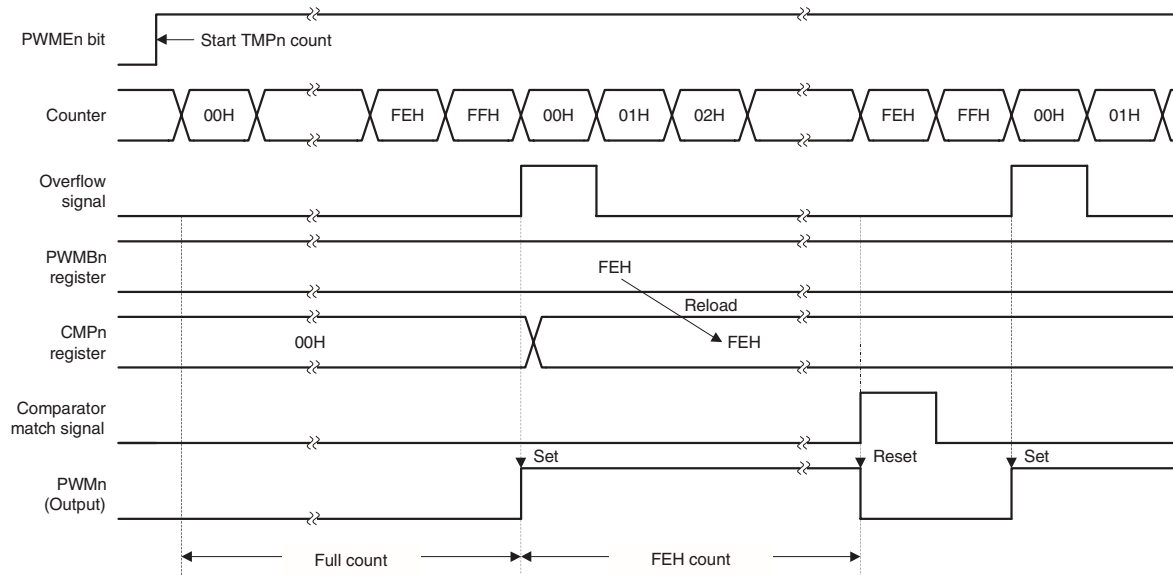 PWMEn bit
Start TMPn count
Counter
00H
FEH
FFH
00H
01H
02H
FEH
FFH
00H
01H
Overflow
signal
PWMBn
register
FEH
Reload
CMPn
register
00H
FEH
Comparator
match signal
Set
Reset
Set
PWMn
(Output)
Full count
FEH count